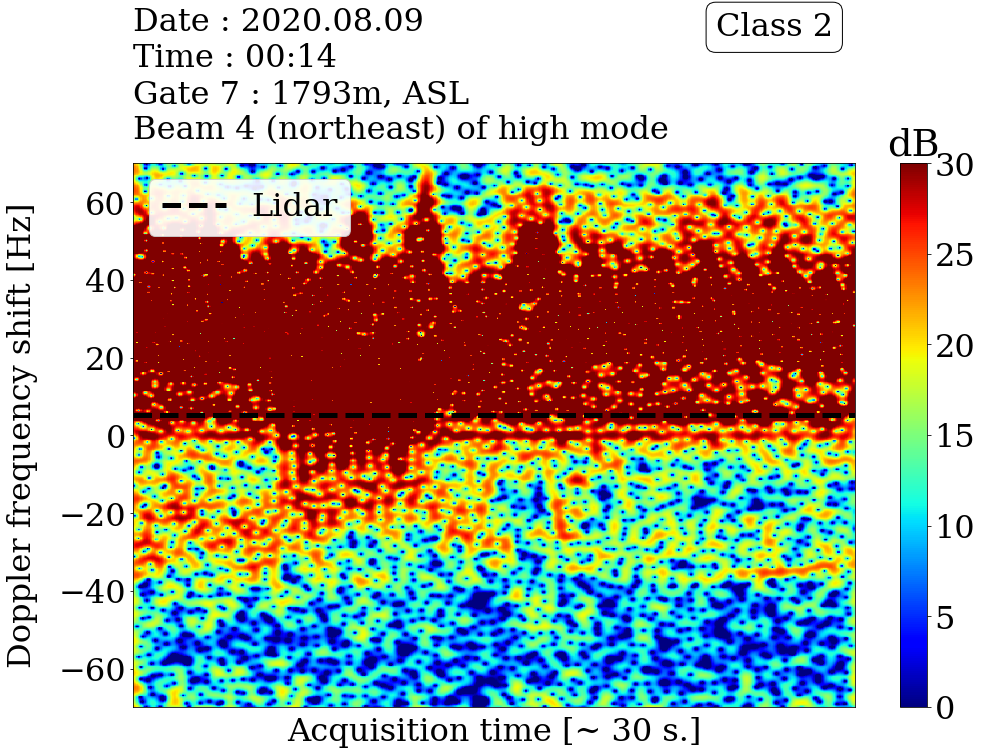 Date : 2020.08.09
Time : 00:14
Gate 7 : 1793m, ASL
Beam 4 (northeast) of high mode
Class 2
dB
Lidar
Doppler frequency shift [Hz]
60
40
20
0
−20
−40
−60
30
25
20
15
10
5
0
Acquisition time [~ 30 s.]